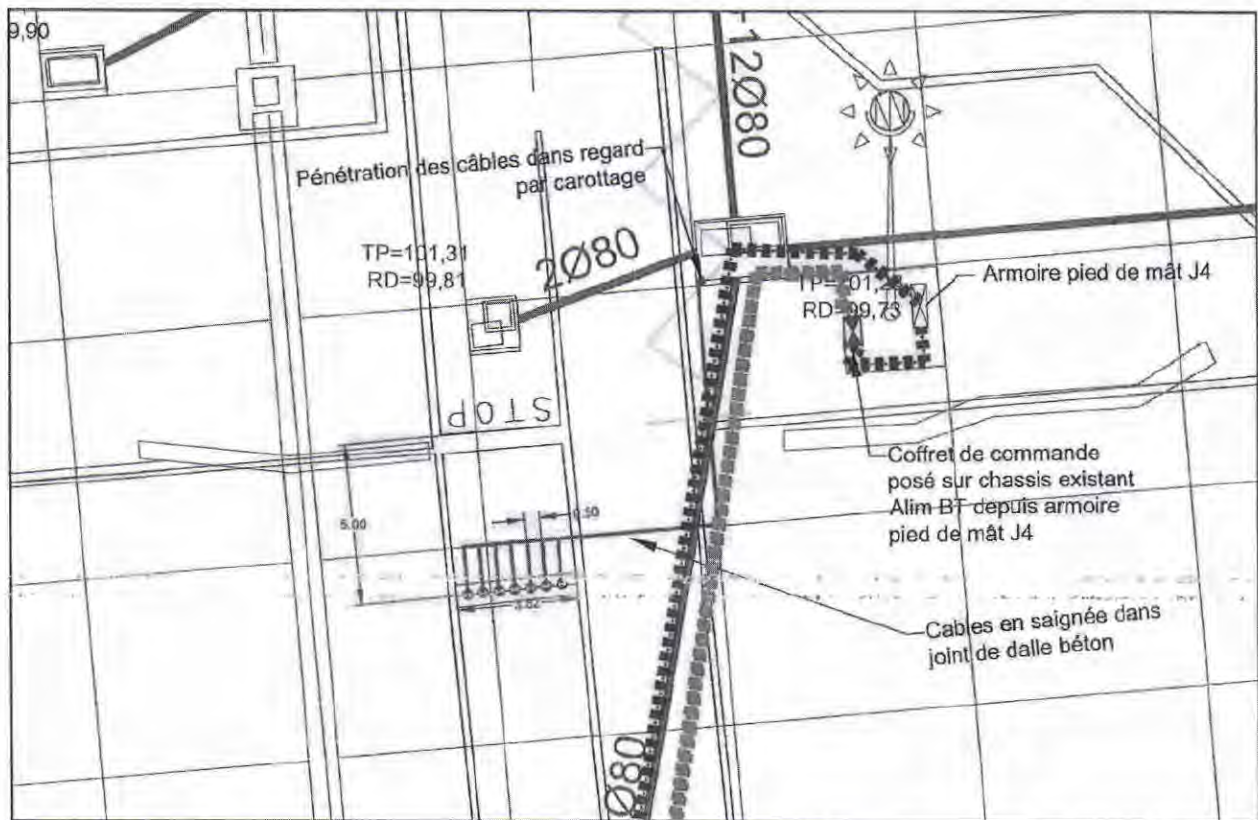 9,90
-12Ø80
Pénétration des câbles dans regard
par carottage
TP=101,31
RD=99,81
2Ø80
Armoire pied de mât J4
RD=99,73
STOP
Coffret de commande
posé sur chassis existant
Alim BT depuis armoire
pied de mât J4
5.00
0.50
Cables en saignée dans
joint de dalle béton
Ø80